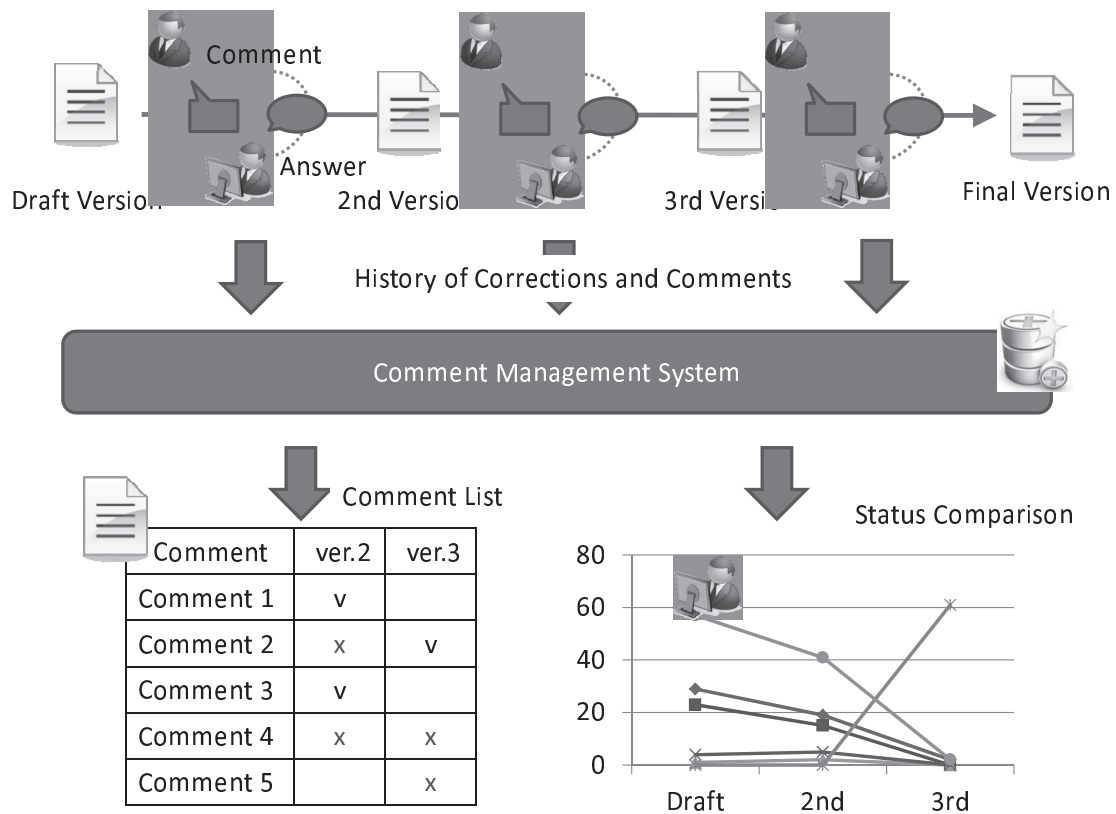 Comment
Answer
Draft Version
2nd Versio
3rd Versi
Final Version
History of Corrections and Comments
Comment Management System
Comment List
Comment ver.2 ver.3
Comment 1 v
Comment 2 x v
Comment 3 v
Comment 4 x x
Comment 5 x
Status Comparison
80
60
40
20
0
Draft 2nd 3rd